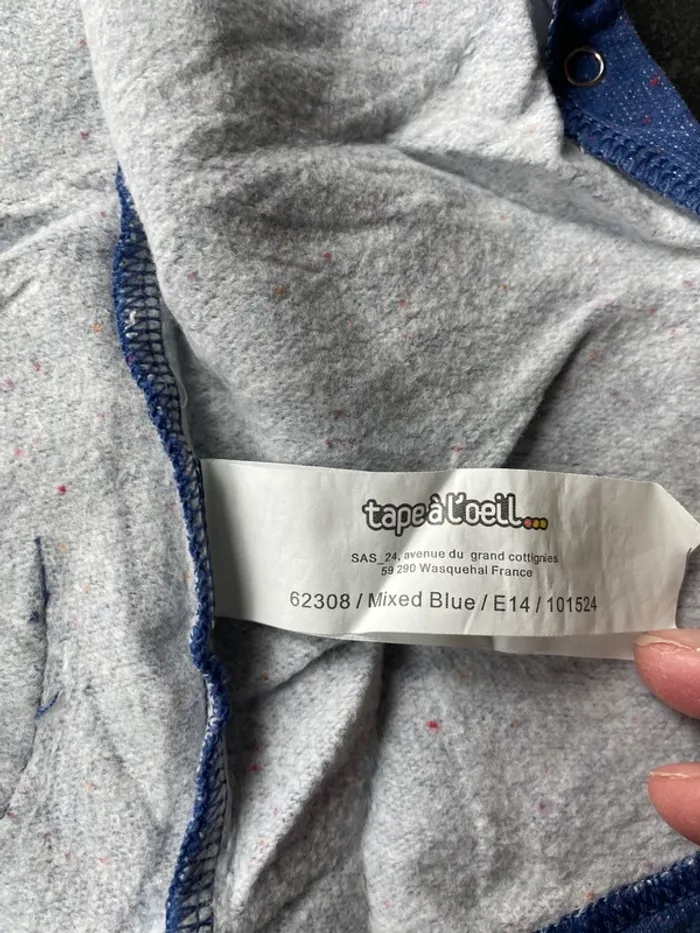 tape à l'oeil...
SAS_24, avenue du grand cottignies
59 290 Wasquehal France
62308 / Mixed Blue / E14 / 101524